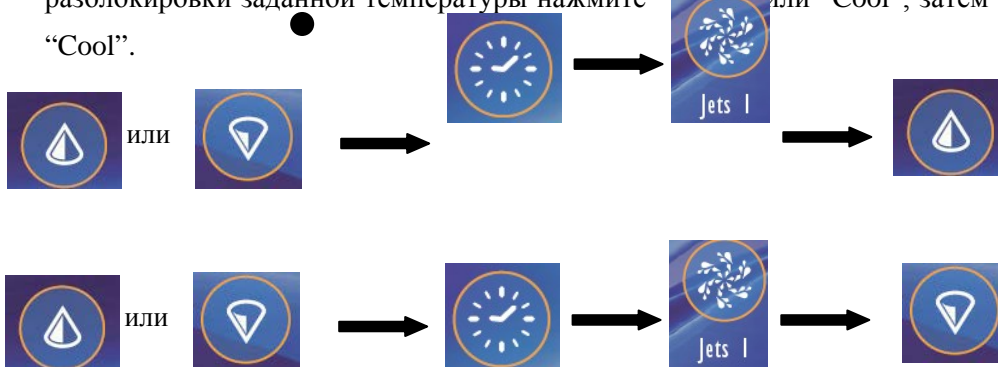 разблокировки заданной температуры нажмите или “Cool”, затем
“Cool”.
Jets 1
или
или
Jets 1